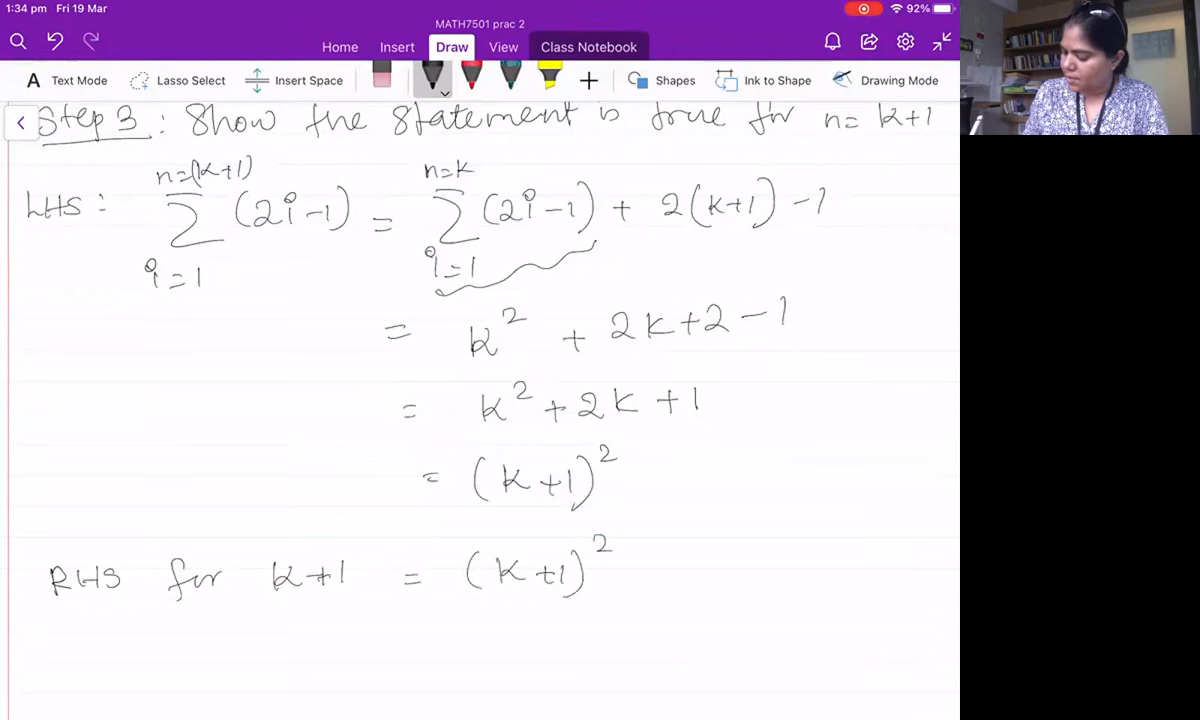 1:34 pm Fri 19 Mar
92%
MATH7501 prac 2
Home Insert Draw View Class Notebook
A Text Mode Lasso Select Insert Space Shapes Ink to Shape Drawing Mode
Step 3 : Show the statement is true for n = k+1
n=(k+1) n=k
LHS : ∑ (2i-1) = ∑ (2i-1) + 2(k+1) -1
i=1 i=1
= k² + 2k+2-1
= k² + 2k + 1
= (k+1)²
RHS for k+1 = (k+1)²